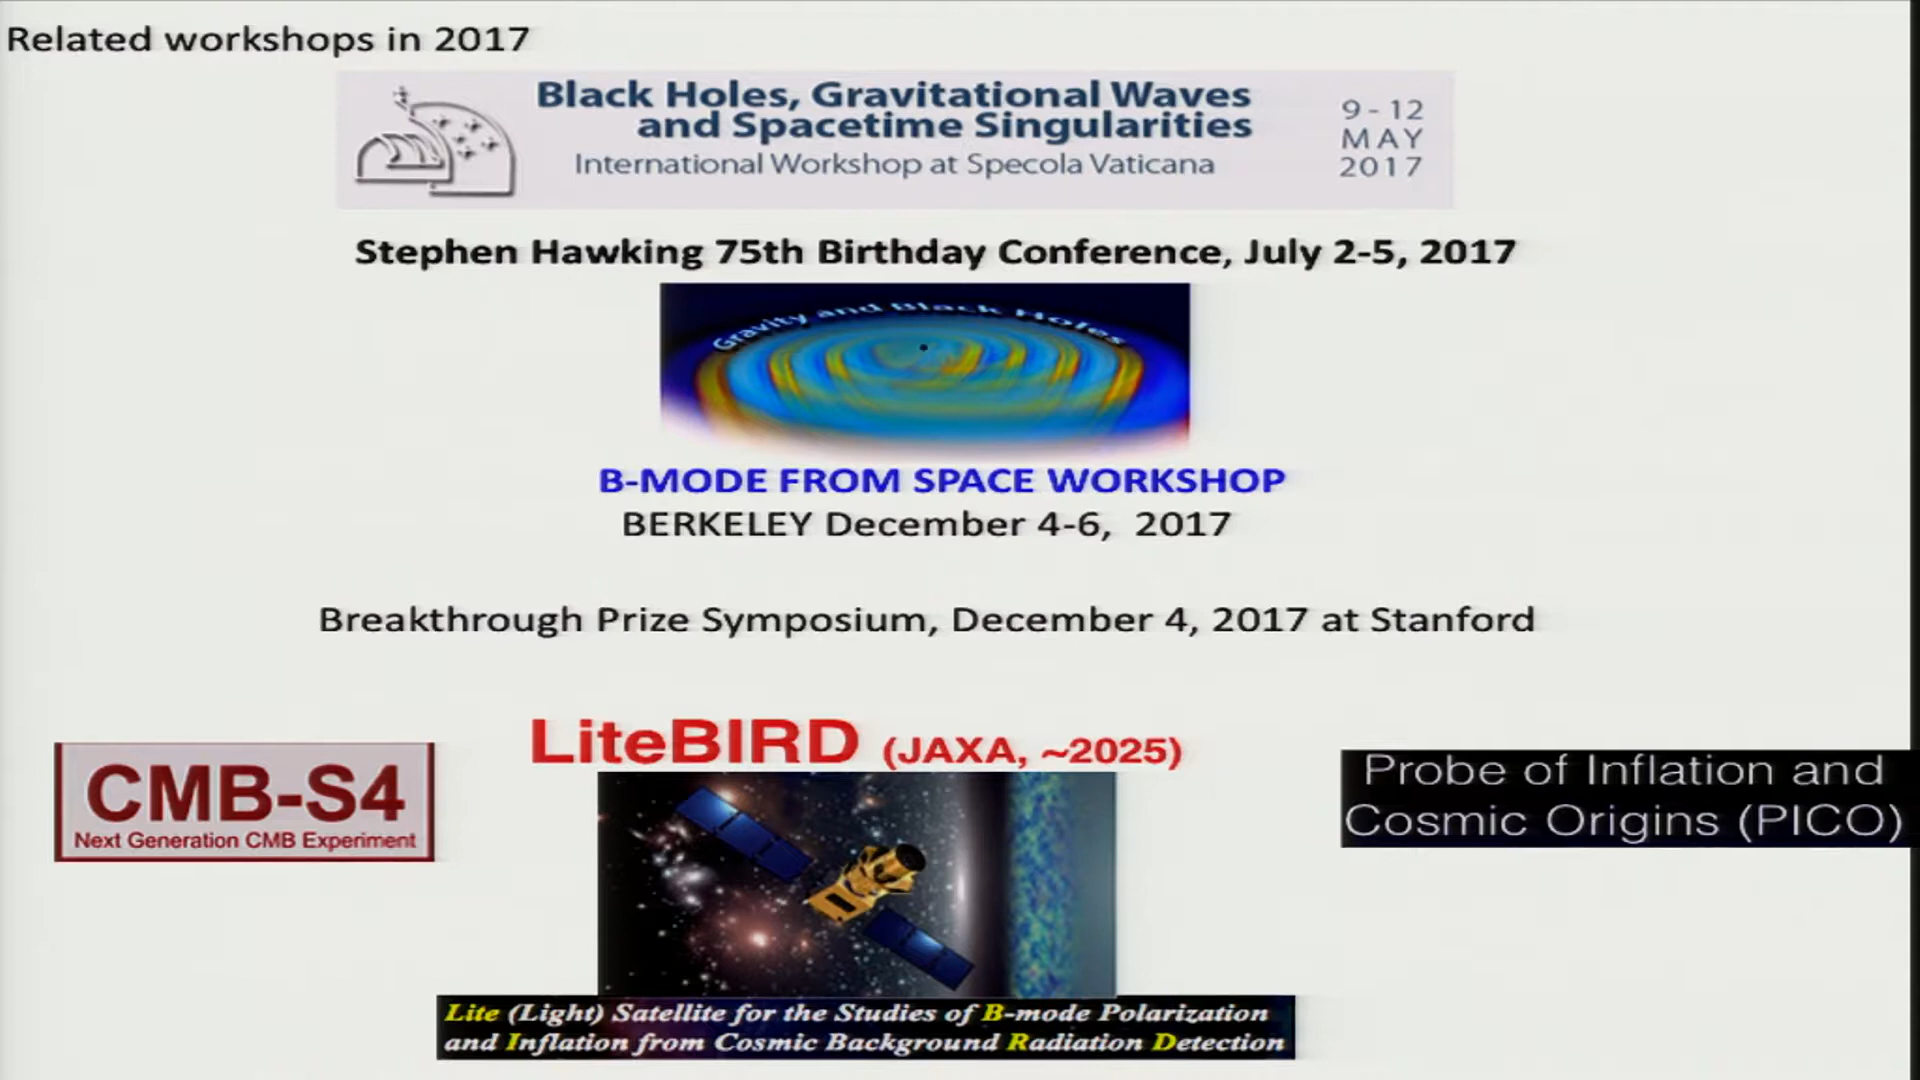 Related workshops in 2017
Black Holes, Gravitational Waves
and Spacetime Singularities
International Workshop at Specola Vaticana
9 - 12
MAY
2017
Stephen Hawking 75th Birthday Conference, July 2-5, 2017
Gravity and Black Holes
B-MODE FROM SPACE WORKSHOP
BERKELEY December 4-6, 2017
Breakthrough Prize Symposium, December 4, 2017 at Stanford
LiteBIRD (JAXA, ~2025)
CMB-S4
Next Generation CMB Experiment
Probe of Inflation and
Cosmic Origins (PICO)
Lite (Light) Satellite for the Studies of B-mode Polarization
and Inflation from Cosmic Background Radiation Detection